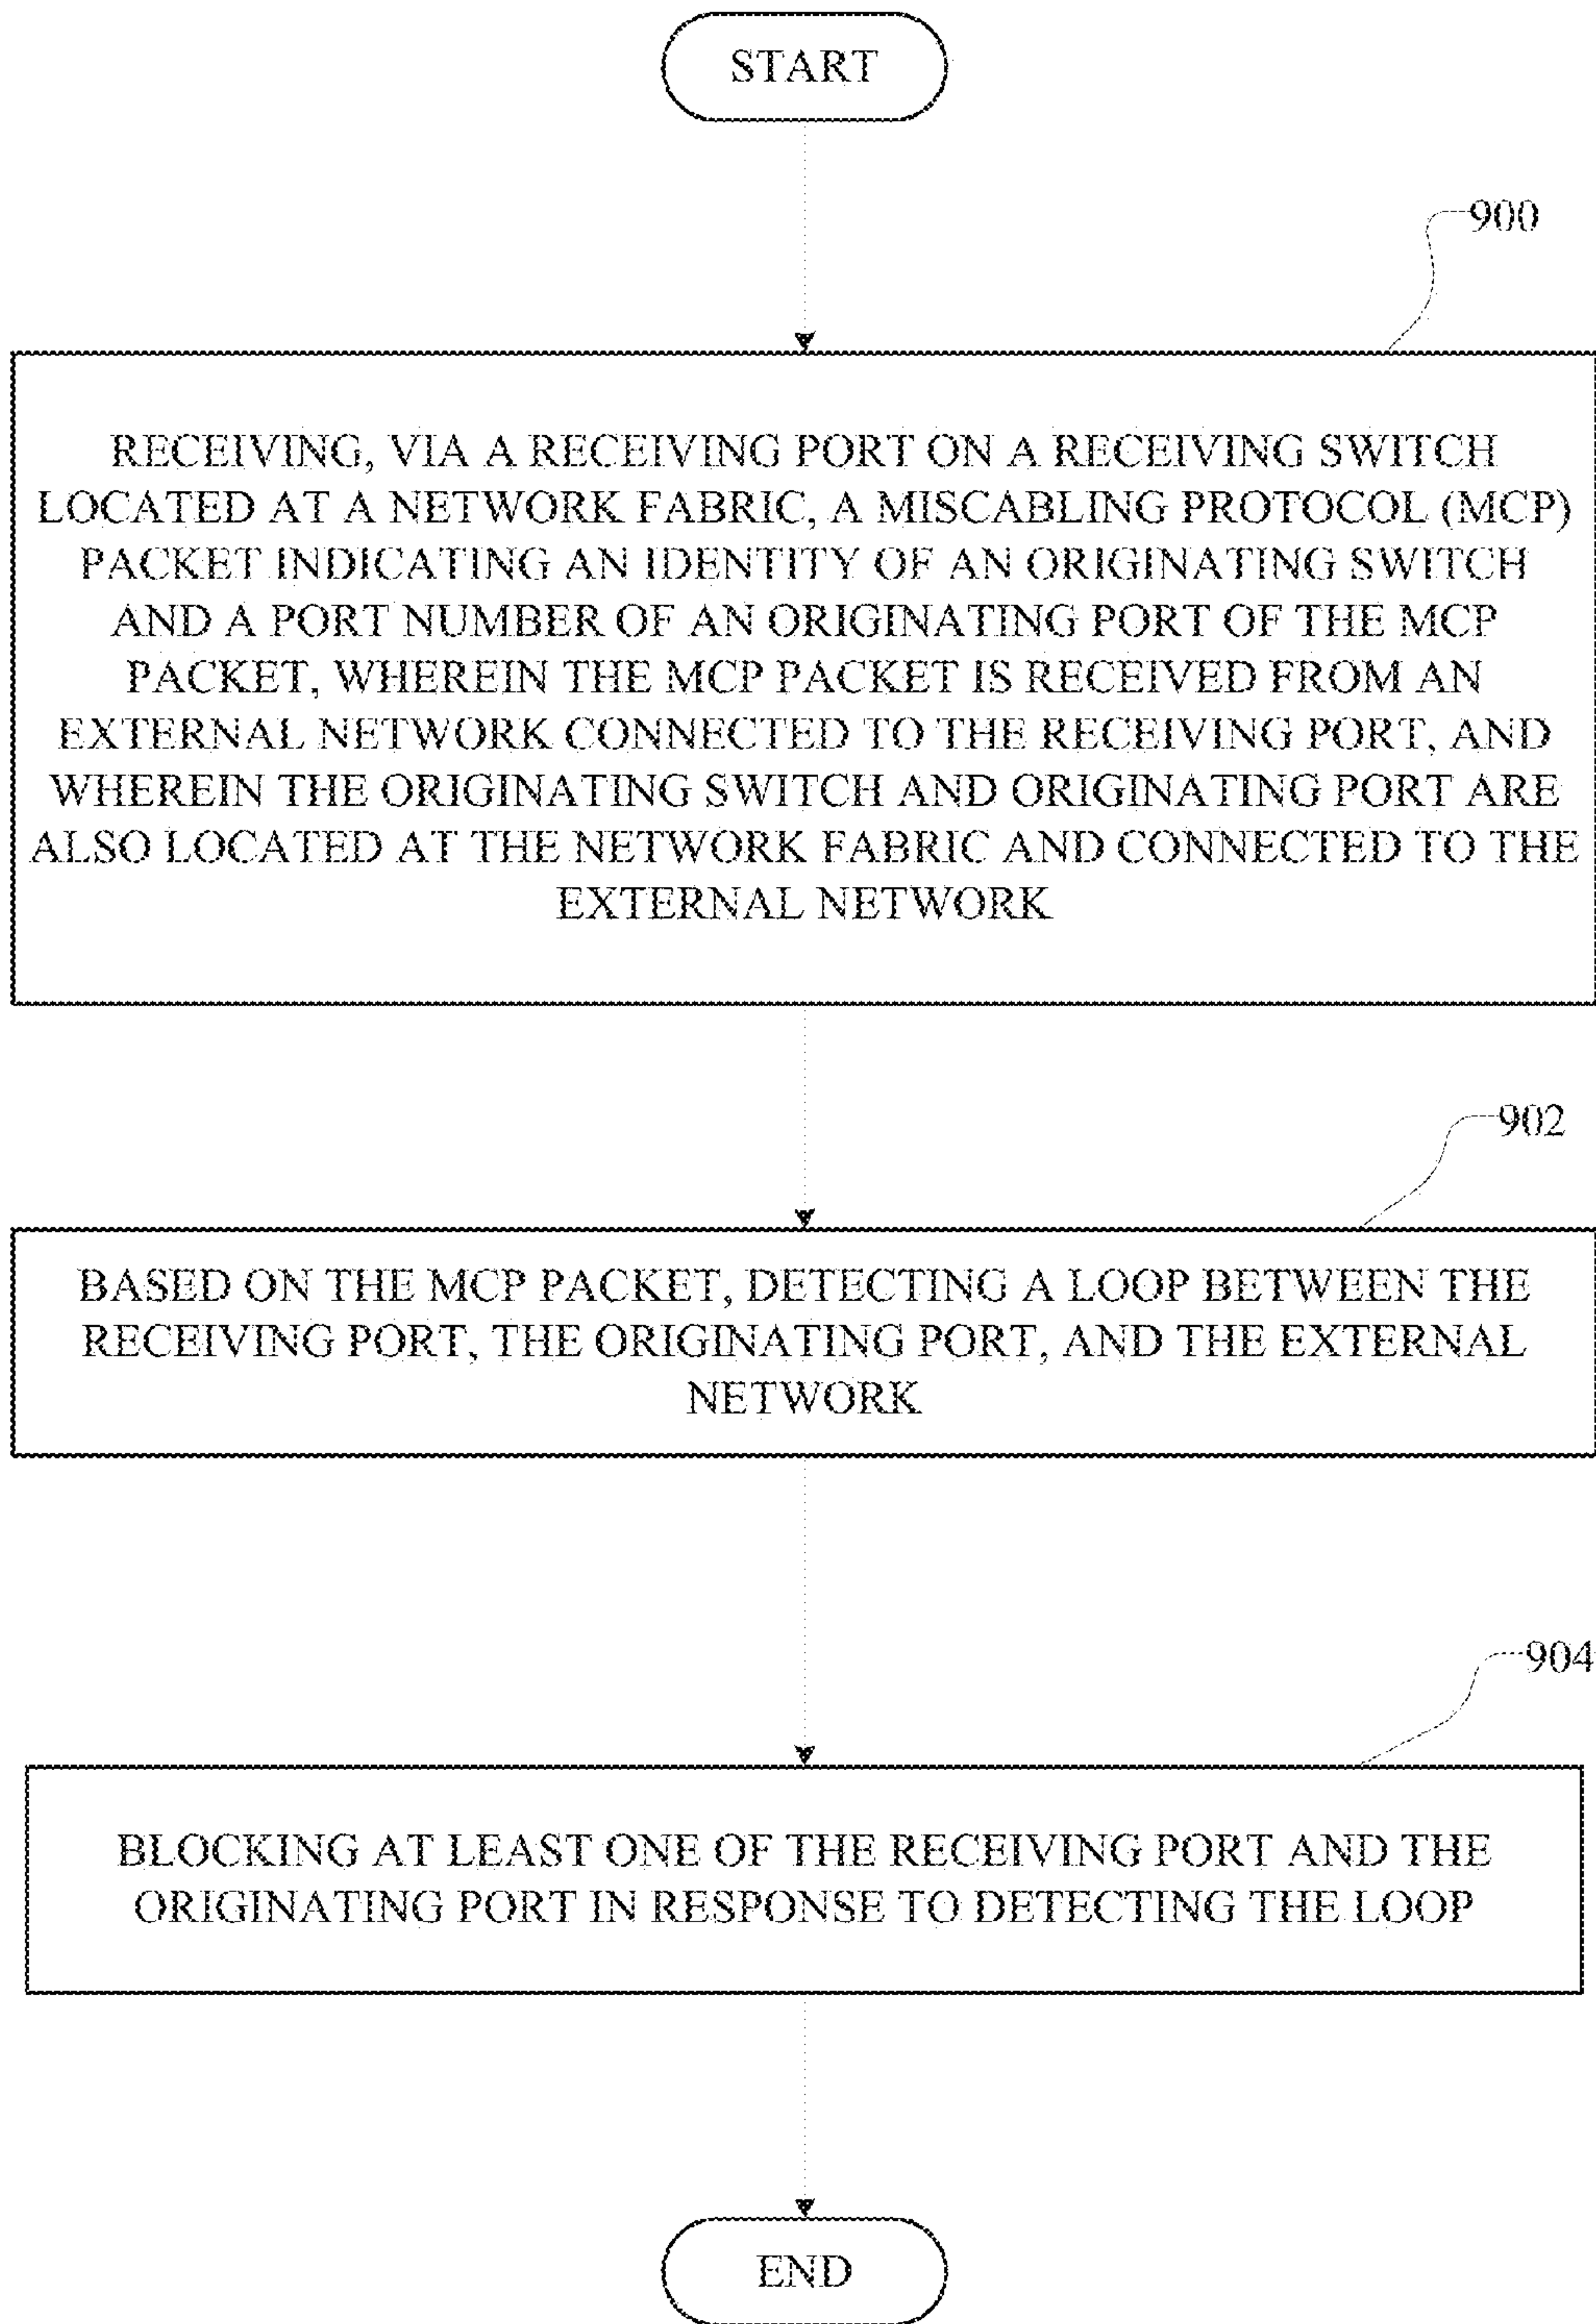 START
900
RECEIVING, VIA A RECEIVING PORT ON A RECEIVING SWITCH
LOCATED AT A NETWORK FABRIC, A MISCABLING PROTOCOL (MCP)
PACKET INDICATING AN IDENTITY OF AN ORIGINATING SWITCH
AND A PORT NUMBER OF AN ORIGINATING PORT OF THE MCP
PACKET, WHEREIN THE MCP PACKET IS RECEIVED FROM AN
EXTERNAL NETWORK CONNECTED TO THE RECEIVING PORT, AND
WHEREIN THE ORIGINATING SWITCH AND ORIGINATING PORT ARE
ALSO LOCATED AT THE NETWORK FABRIC AND CONNECTED TO THE
EXTERNAL NETWORK
902
BASED ON THE MCP PACKET, DETECTING A LOOP BETWEEN THE
RECEIVING PORT, THE ORIGINATING PORT, AND THE EXTERNAL
NETWORK
904
BLOCKING AT LEAST ONE OF THE RECEIVING PORT AND THE
ORIGINATING PORT IN RESPONSE TO DETECTING THE LOOP
END